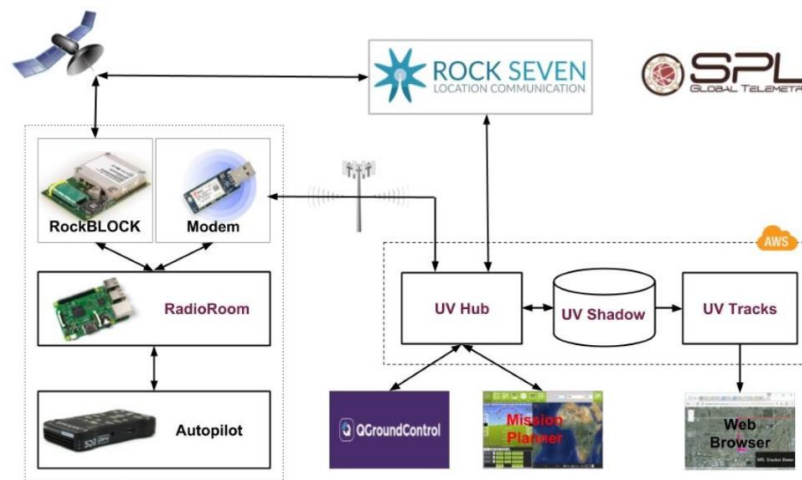 ROCK SEVEN
LOCATION COMMUNICATION
SPL
GLOBAL TELEMETRY
RockBLOCK
Modem
AWS
RadioRoom
UV Hub
UV Shadow
UV Tracks
Autopilot
QGroundControl
Mission
Planner
Web
Browser